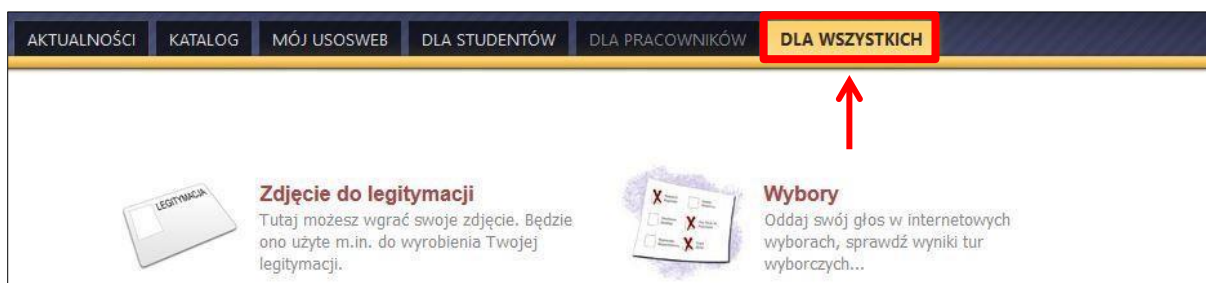 AKTUALNOŚCI KATALOG MÓJ USOSWEB DLA STUDENTÓW DLA PRACOWNIKÓW DLA WSZYSTKICH
LEGITYMACJA
Zdjęcie do legitymacji
Tutaj możesz wgrać swoje zdjęcie. Będzie
ono użyte m.in. do wyrobienia Twojej
legitymacji.
Wybory
Oddaj swój głos w internetowych
wyborach, sprawdź wyniki tur
wyborczych...